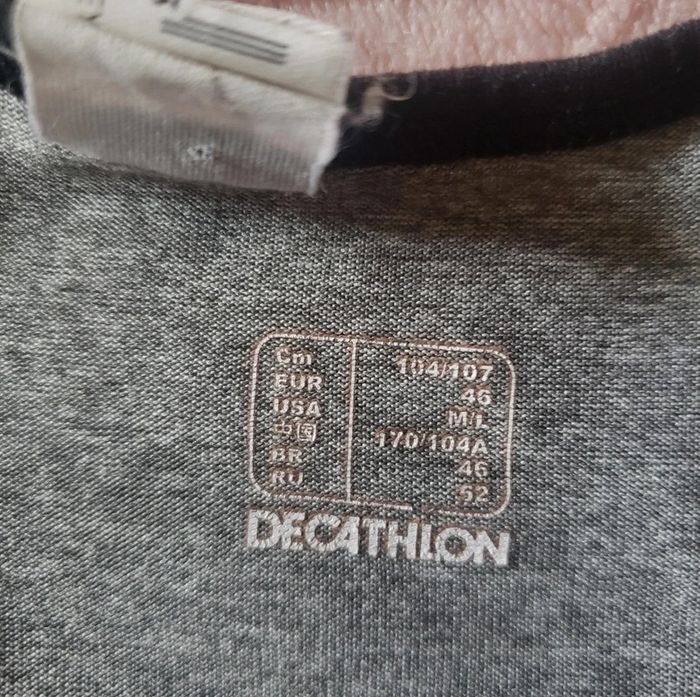 Cm 104/107
EUR 46
USA M/L
中国 170/104A
BR 46
RU 52
DECATHLON